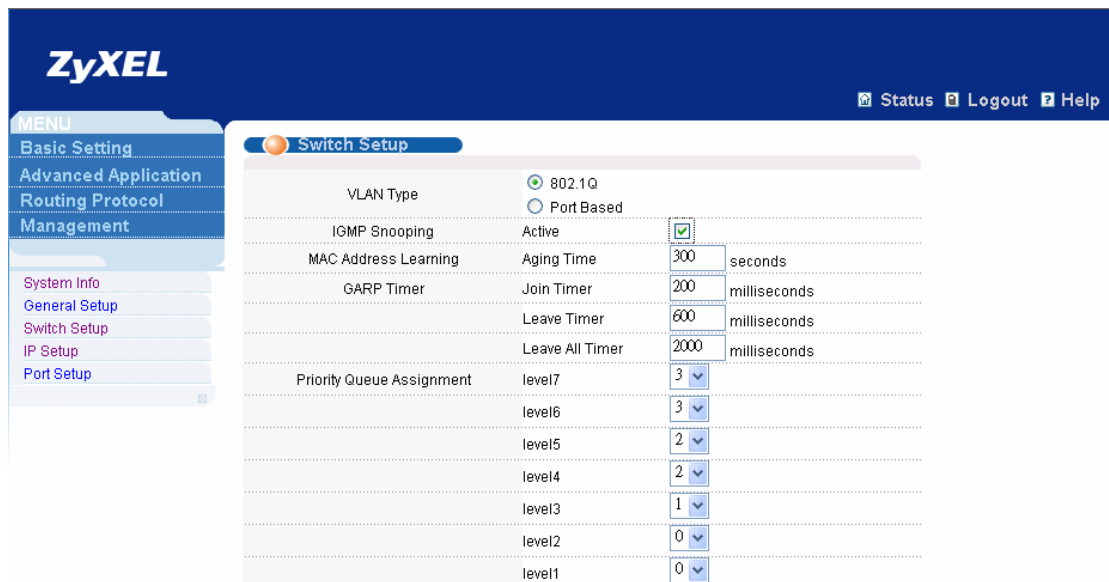 ZyXEL
Status Logout Help
MENU
Basic Setting
Advanced Application
Routing Protocol
Management
System Info
General Setup
Switch Setup
IP Setup
Port Setup
Switch Setup
VLAN Type 802.1Q
Port Based
IGMP Snooping Active
MAC Address Learning Aging Time 300 seconds
GARP Timer Join Timer 200 milliseconds
Leave Timer 600 milliseconds
Leave All Timer 2000 milliseconds
Priority Queue Assignment level7 3
level6 3
level5 2
level4 2
level3 1
level2 0
level1 0